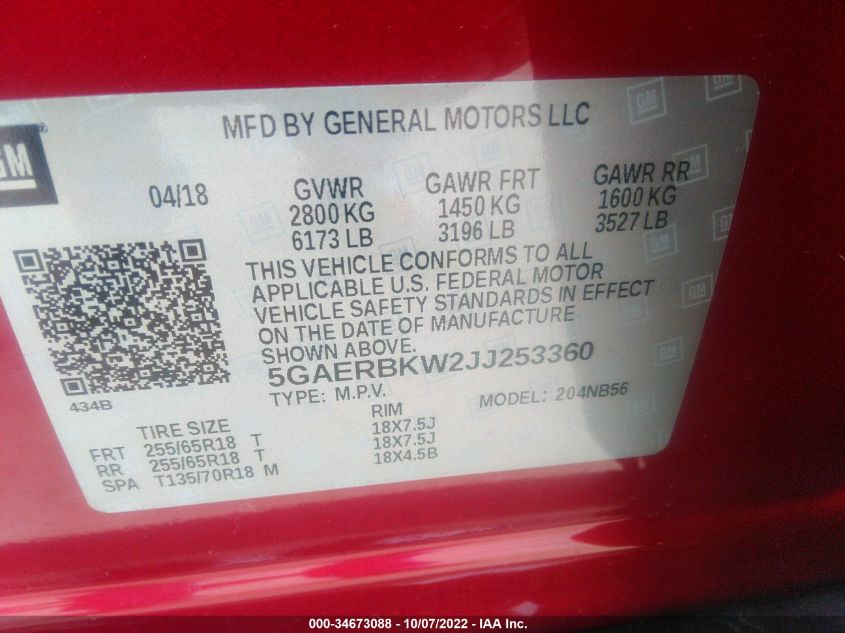 GM
MFD BY GENERAL MOTORS LLC
04/18
GVWR
2800 KG
6173 LB
GAWR FRT
1450 KG
3196 LB
GAWR RR
1600 KG
3527 LB
THIS VEHICLE CONFORMS TO ALL
APPLICABLE U.S. FEDERAL MOTOR
VEHICLE SAFETY STANDARDS IN EFFECT
ON THE DATE OF MANUFACTURE
SHOWN ABOVE.
5GAERBKW2JJ253360
TYPE: M.P.V.
MODEL: 204NB56
434B
TIRE SIZE
RIM
FRT 255/65R18 T 18X7.5J
RR 255/65R18 T 18X7.5J
SPA T135/70R18 M 18X4.5B
000-34673088 - 10/07/2022 - IAA Inc.